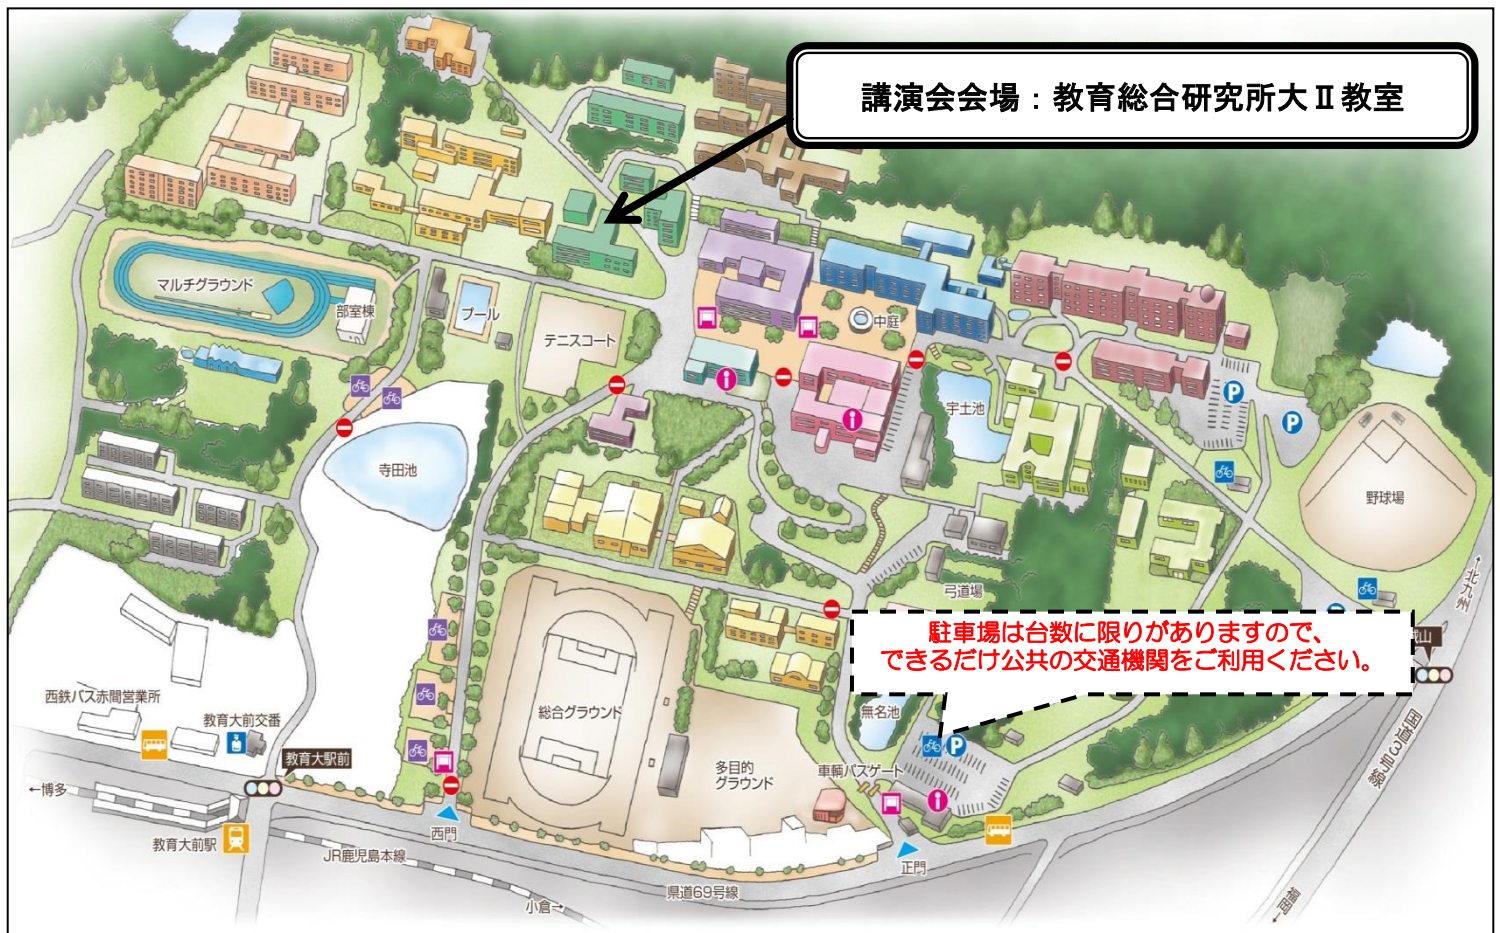 講演会会場：教育総合研究所大Ⅱ教室
マルチグラウンド
部室棟
プール
テニスコート
中庭
宇土池
寺田池
野球場
弓道場
←北九州
駐車場は台数に限りがありますので、
できるだけ公共の交通機関をご利用ください。
城山
西鉄バス赤間営業所
教育大前交番
教育大駅前
総合グラウンド
無名池
多目的
グラウンド
車輌パスゲート
国道3号線
←博多
教育大前駅
JR鹿児島本線
西門
正門
県道69号線
小倉→
←福岡
P
P
P